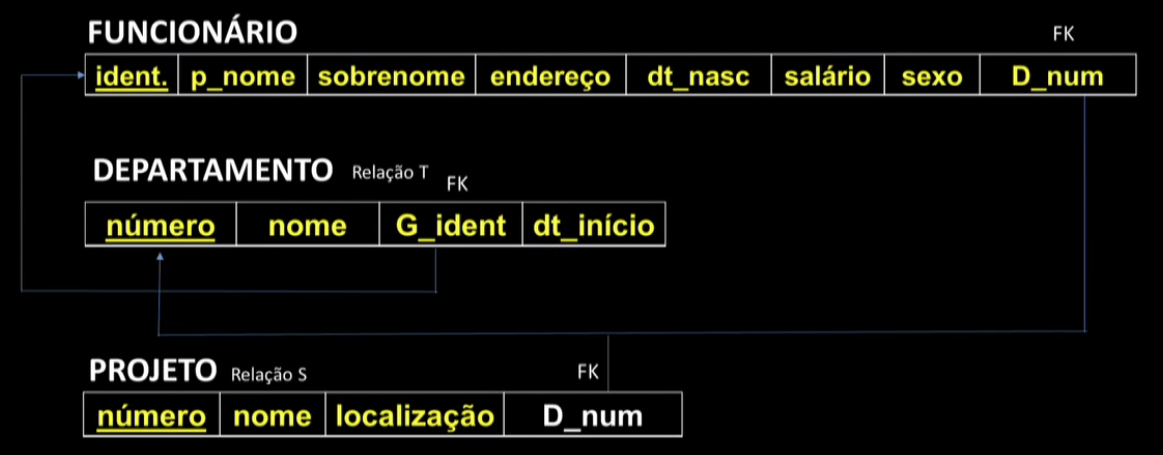 FUNCIONÁRIO FK
ident. p_nome sobrenome endereço dt_nasc salário sexo D_num
DEPARTAMENTO Relação T FK
número nome G_ident dt_início
PROJETO Relação S FK
número nome localização D_num